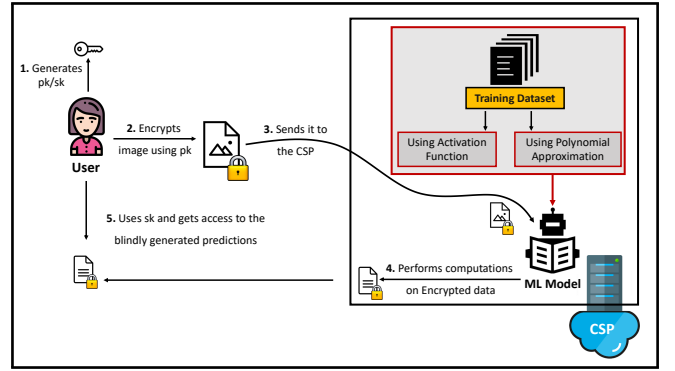 1. Generates
pk/sk
User
2. Encrypts
image using pk
3. Sends it to
the CSP
Training Dataset
Using Activation
Function
Using Polynomial
Approximation
5. Uses sk and gets access to the
blindly generated predictions
4. Performs computations
on Encrypted data
ML Model
CSP